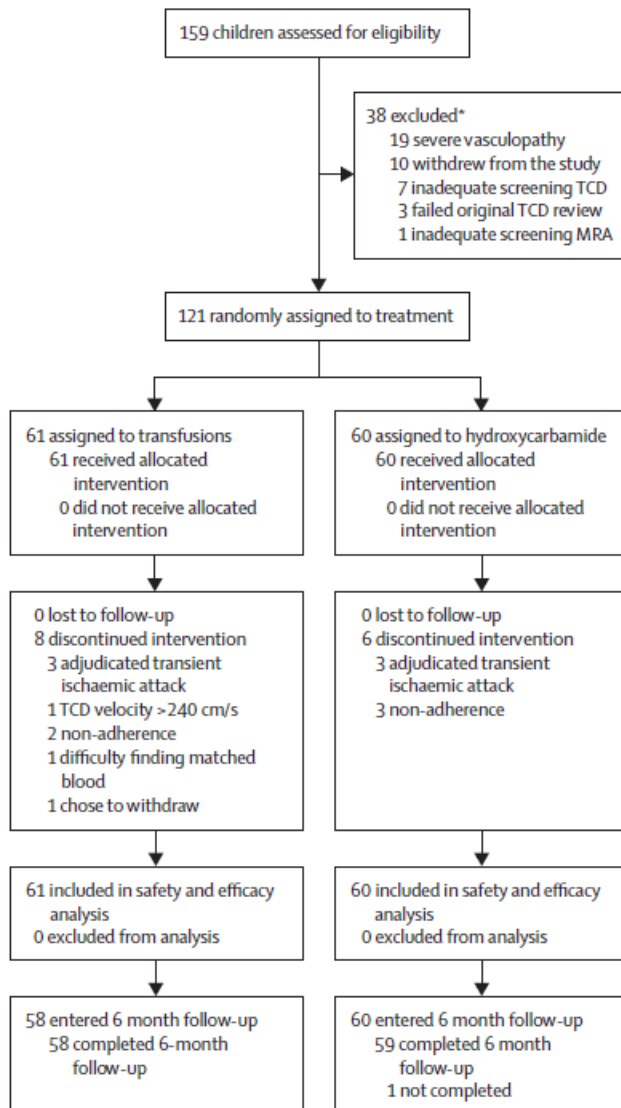 159 children assessed for eligibility
38 excluded*
19 severe vasculopathy
10 withdrew from the study
7 inadequate screening TCD
3 failed original TCD review
1 inadequate screening MRA
121 randomly assigned to treatment
61 assigned to transfusions
61 received allocated
intervention
0 did not receive allocated
intervention
60 assigned to hydroxycarbamide
60 received allocated
intervention
0 did not receive allocated
intervention
0 lost to follow-up
8 discontinued intervention
3 adjudicated transient
ischaemic attack
1 TCD velocity >240 cm/s
2 non-adherence
1 difficulty finding matched
blood
1 chose to withdraw
0 lost to follow-up
6 discontinued intervention
3 adjudicated transient
ischaemic attack
3 non-adherence
61 included in safety and efficacy
analysis
0 excluded from analysis
60 included in safety and efficacy
analysis
0 excluded from analysis
58 entered 6 month follow-up
58 completed 6-month
follow-up
60 entered 6 month follow-up
59 completed 6 month
follow-up
1 not completed